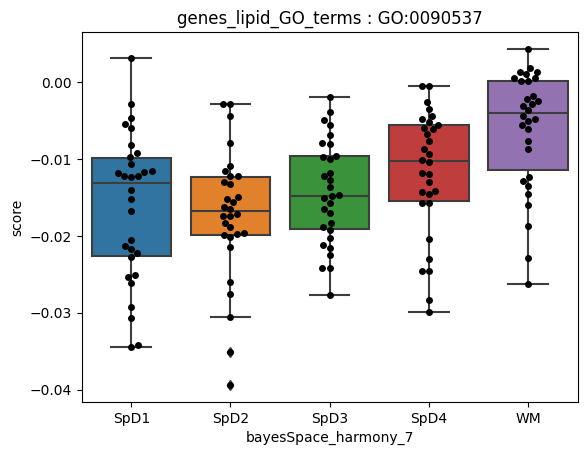 genes_lipid_GO_terms : GO:0090537
0.00
−0.01
−0.02
−0.03
−0.04
score
SpD1 SpD2 SpD3 SpD4 WM
bayesSpace_harmony_7